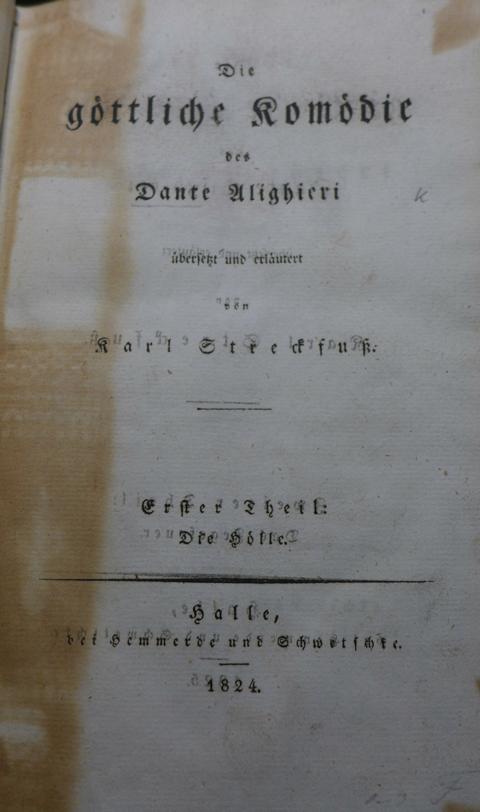 Die
göttliche Komödie
des
Dante Alighieri
übersetzt und erläutert
von
Karl Streckfuß.
Erster Theil:
Die Hölle.
Halle,
bei Hemmerde und Schwetschke.
1824.
K